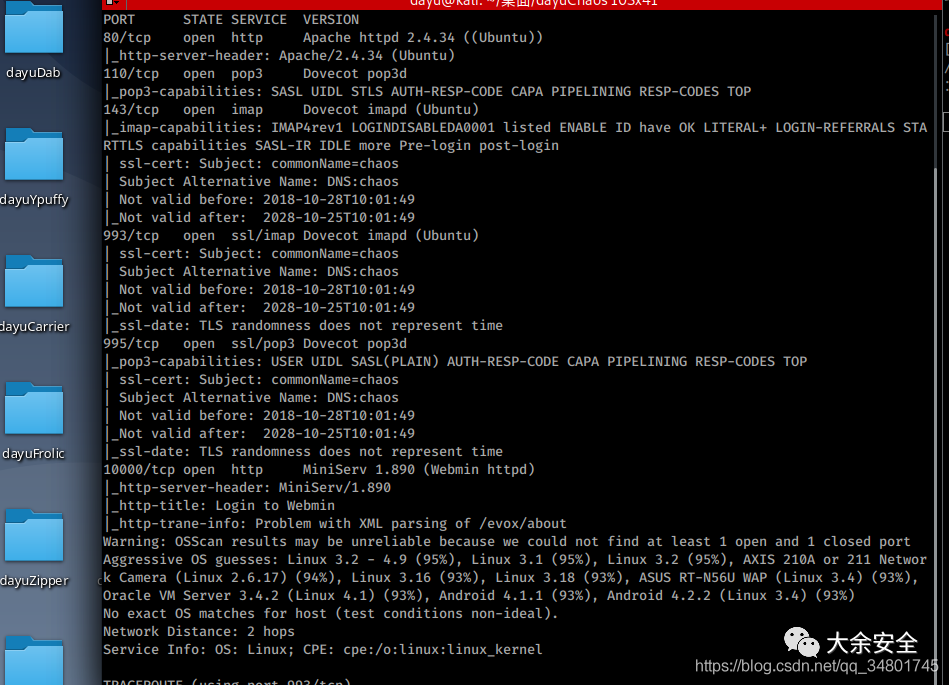 dayu@kali: ~/桌面/dayuChaos 103x41
PORT      STATE SERVICE  VERSION
80/tcp    open  http     Apache httpd 2.4.34 ((Ubuntu))
|_http-server-header: Apache/2.4.34 (Ubuntu)
110/tcp   open  pop3     Dovecot pop3d
|_pop3-capabilities: SASL UIDL STLS AUTH-RESP-CODE CAPA PIPELINING RESP-CODES TOP
143/tcp   open  imap     Dovecot imapd (Ubuntu)
|_imap-capabilities: IMAP4rev1 LOGINDISABLEDA0001 listed ENABLE ID have OK LITERAL+ LOGIN-REFERRALS STA
RTTLS capabilities SASL-IR IDLE more Pre-login post-login
| ssl-cert: Subject: commonName=chaos
| Subject Alternative Name: DNS:chaos
| Not valid before: 2018-10-28T10:01:49
|_Not valid after:  2028-10-25T10:01:49
993/tcp   open  ssl/imap Dovecot imapd (Ubuntu)
| ssl-cert: Subject: commonName=chaos
| Subject Alternative Name: DNS:chaos
| Not valid before: 2018-10-28T10:01:49
|_Not valid after:  2028-10-25T10:01:49
|_ssl-date: TLS randomness does not represent time
995/tcp   open  ssl/pop3 Dovecot pop3d
|_pop3-capabilities: USER UIDL SASL(PLAIN) AUTH-RESP-CODE CAPA PIPELINING RESP-CODES TOP
| ssl-cert: Subject: commonName=chaos
| Subject Alternative Name: DNS:chaos
| Not valid before: 2018-10-28T10:01:49
|_Not valid after:  2028-10-25T10:01:49
|_ssl-date: TLS randomness does not represent time
10000/tcp open  http     MiniServ 1.890 (Webmin httpd)
|_http-server-header: MiniServ/1.890
|_http-title: Login to Webmin
|_http-trane-info: Problem with XML parsing of /evox/about
Warning: OSScan results may be unreliable because we could not find at least 1 open and 1 closed port
Aggressive OS guesses: Linux 3.2 - 4.9 (95%), Linux 3.1 (95%), Linux 3.2 (95%), AXIS 210A or 211 Networ
k Camera (Linux 2.6.17) (94%), Linux 3.16 (93%), Linux 3.18 (93%), ASUS RT-N56U WAP (Linux 3.4) (93%),
Oracle VM Server 3.4.2 (Linux 4.1) (93%), Android 4.1.1 (93%), Android 4.2.2 (Linux 3.4) (93%)
No exact OS matches for host (test conditions non-ideal).
Network Distance: 2 hops
Service Info: OS: Linux; CPE: cpe:/o:linux:linux_kernel
TRACEROUTE (using port 993/tcp)
dayuDab
dayuYpuffy
dayuCarrier
dayuFrolic
dayuZipper
大余安全
https://blog.csdn.net/qq_34801745